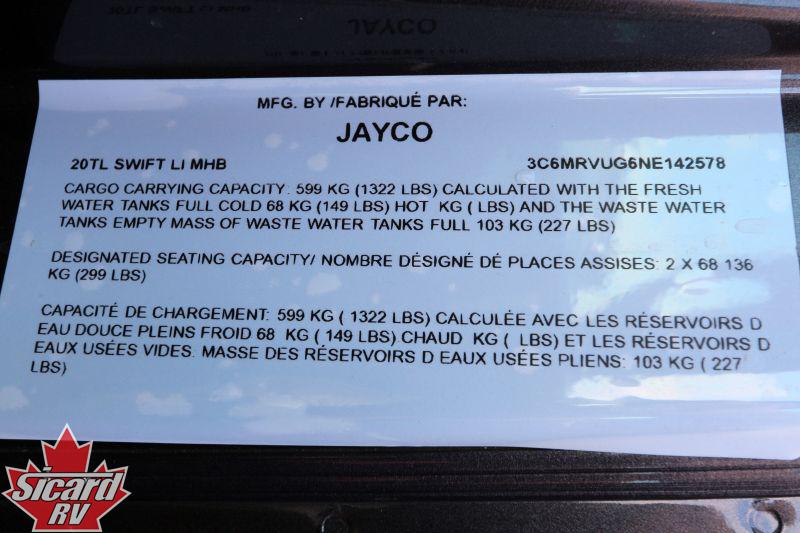 20TL SWIFT LI MHB
JAYCO
MFG. BY /FABRIQUÉ PAR:
JAYCO
20TL SWIFT LI MHB 3C6MRVUG6NE142578
CARGO CARRYING CAPACITY: 599 KG (1322 LBS) CALCULATED WITH THE FRESH
WATER TANKS FULL COLD 68 KG (149 LBS) HOT KG ( LBS) AND THE WASTE WATER
TANKS EMPTY MASS OF WASTE WATER TANKS FULL 103 KG (227 LBS)
DESIGNATED SEATING CAPACITY/ NOMBRE DÉSIGNÉ DÉ PLACES ASSISES: 2 X 68 136
KG (299 LBS)
CAPACITÉ DE CHARGEMENT: 599 KG ( 1322 LBS) CALCULÉE AVEC LES RÉSERVOIRS D
EAU DOUCE PLEINS FROID 68 KG ( 149 LBS) CHAUD KG ( LBS) ET LES RÉSERVOIRS D
EAUX USÉES VIDES. MASSE DES RÉSERVOIRS D EAUX USÉES PLIENS: 103 KG ( 227
LBS)
Sicard
RV